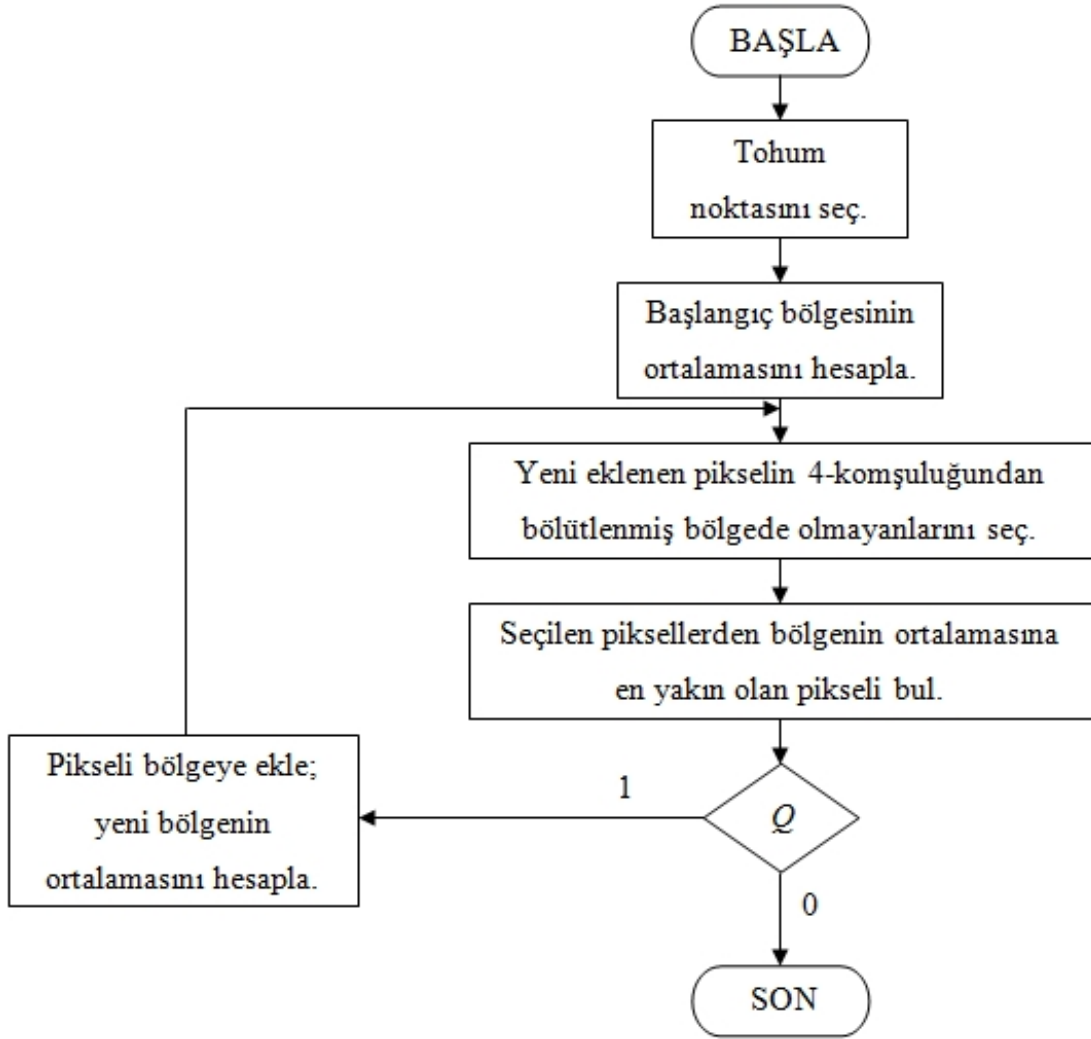 BAŞLA
Tohum
noktasını seç.
Başlangıç bölgesinin
ortalamasını hesapla.
Yeni eklenen pikselin 4-komşuluğundan
bölütlenmiş bölgede olmayanlarını seç.
Seçilen piksellerden bölgenin ortalamasına
en yakın olan pikseli bul.
Q
1
Pikseli bölgeye ekle;
yeni bölgenin
ortalamasını hesapla.
0
SON